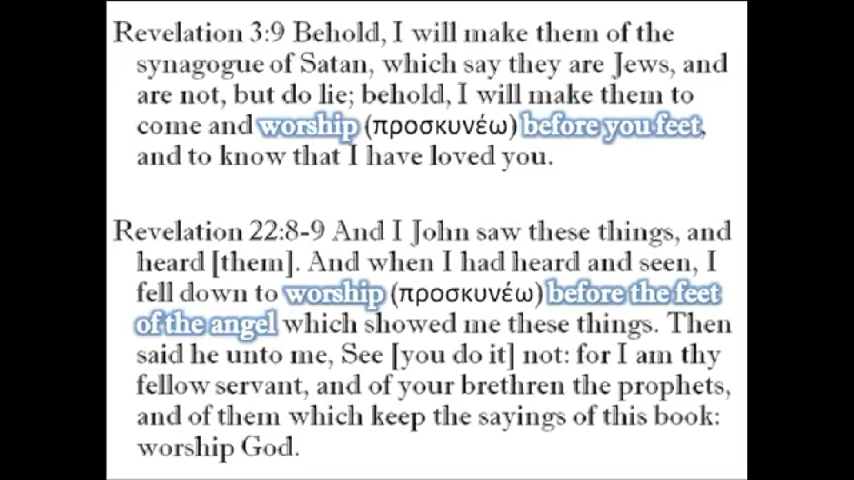 Revelation 3:9 Behold, I will make them of the
synagogue of Satan, which say they are Jews, and
are not, but do lie; behold, I will make them to
come and worship (προσκυνέω) before you feet,
and to know that I have loved you.
Revelation 22:8-9 And I John saw these things, and
heard [them]. And when I had heard and seen, I
fell down to worship (προσκυνέω) before the feet
of the angel which showed me these things. Then
said he unto me, See [you do it] not: for I am thy
fellow servant, and of your brethren the prophets,
and of them which keep the sayings of this book:
worship God.